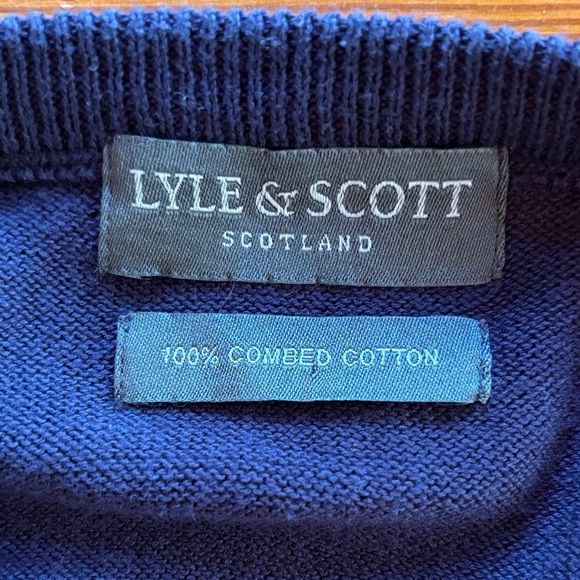 LYLE & SCOTT
SCOTLAND
100% COMBED COTTON